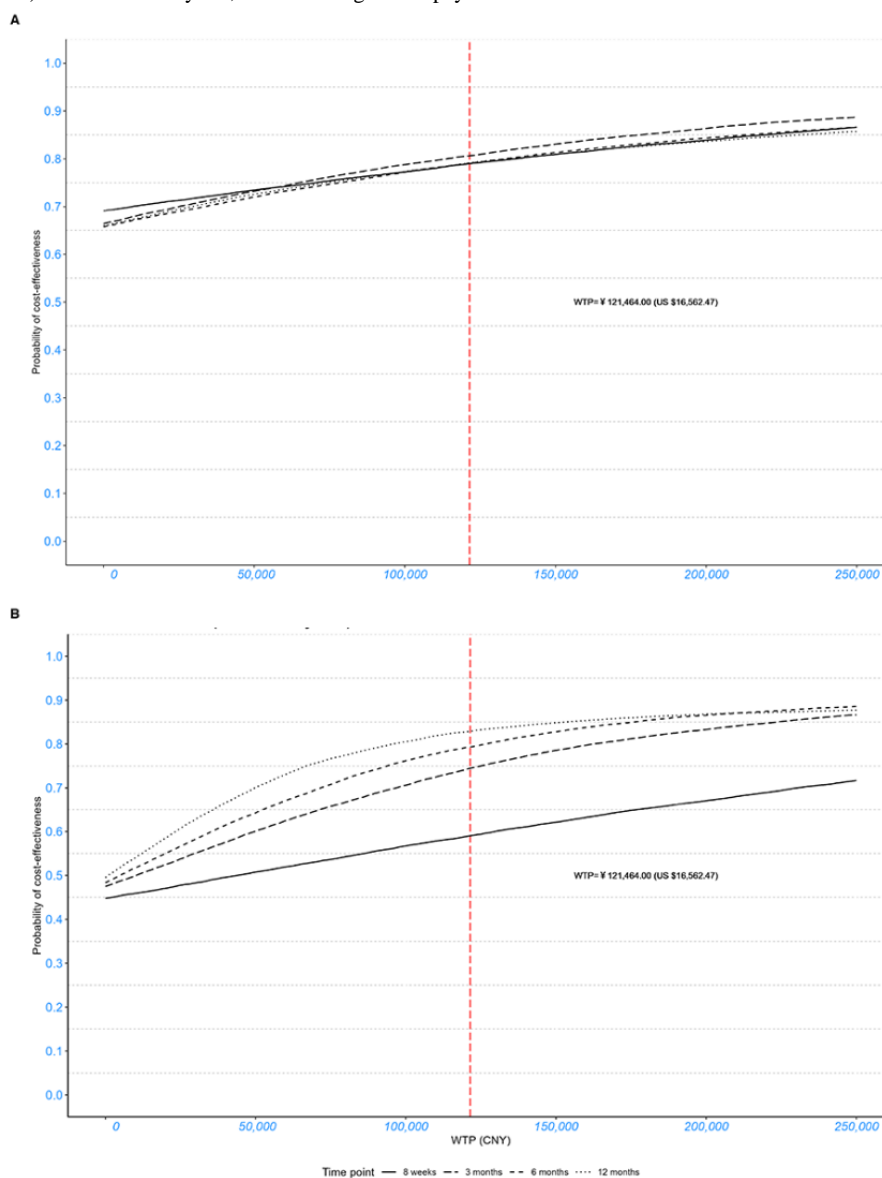 A
1.0
0.9
0.8
0.7
0.6
0.5
0.4
0.3
0.2
0.1
0.0
Probability of cost-effectiveness
WTP= ¥ 121,464.00 (US $16,562.47)
0 50,000 100,000 150,000 200,000 250,000
B
1.0
0.9
0.8
0.7
0.6
0.5
0.4
0.3
0.2
0.1
0.0
Probability of cost-effectiveness
WTP= ¥ 121,464.00 (US $16,562.47)
0 50,000 100,000 150,000 200,000 250,000
WTP (CNY)
Time point 8 weeks 3 months 6 months 12 months